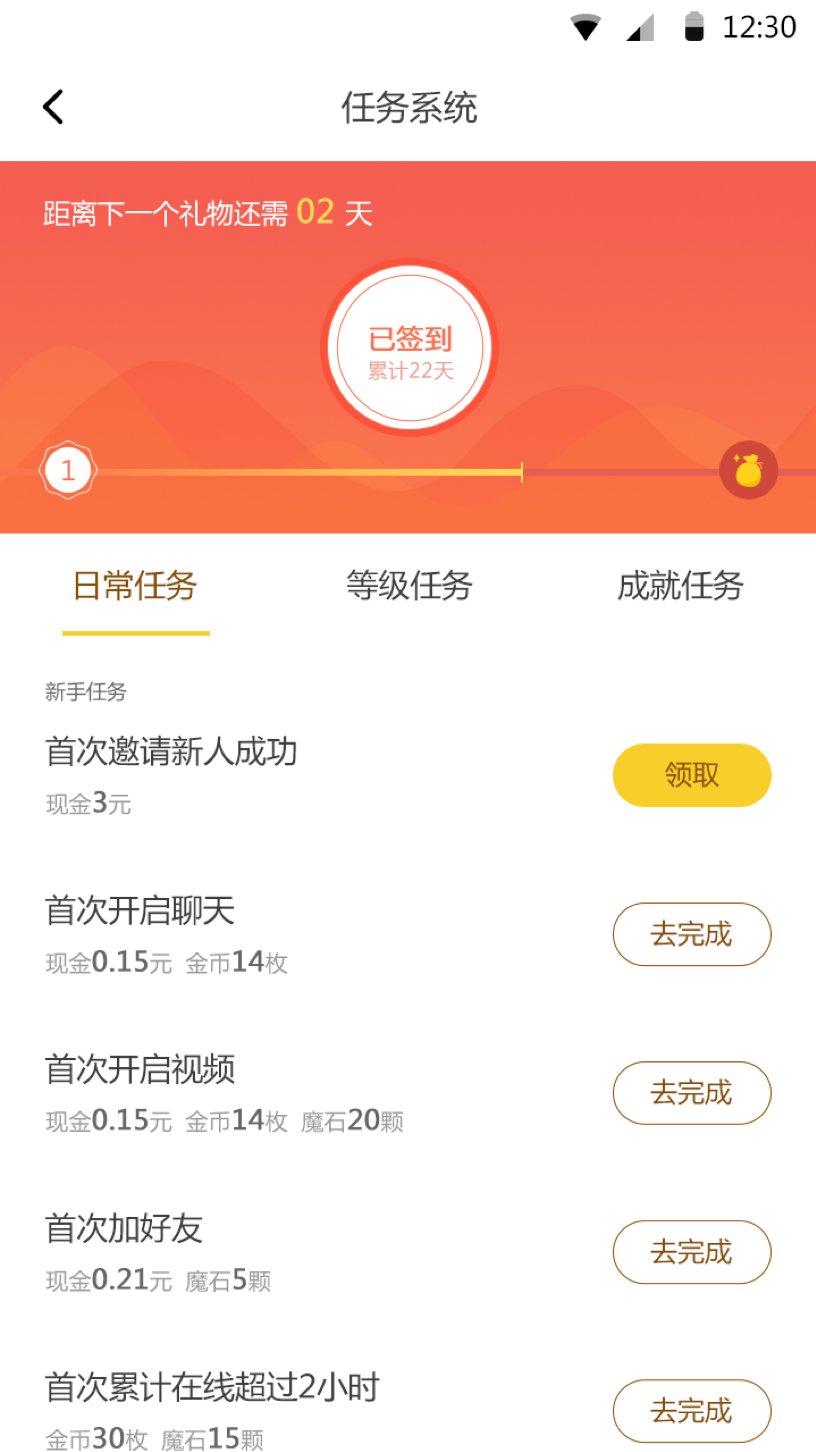 12:30
任务系统
距离下一个礼物还需 02 天
已签到
累计22天
1
日常任务 等级任务 成就任务
新手任务
首次邀请新人成功
现金3元
领取
首次开启聊天
现金0.15元 金币14枚
去完成
首次开启视频
现金0.15元 金币14枚 魔石20颗
去完成
首次加好友
现金0.21元 魔石5颗
去完成
首次累计在线超过2小时
金币30枚 魔石15颗
去完成